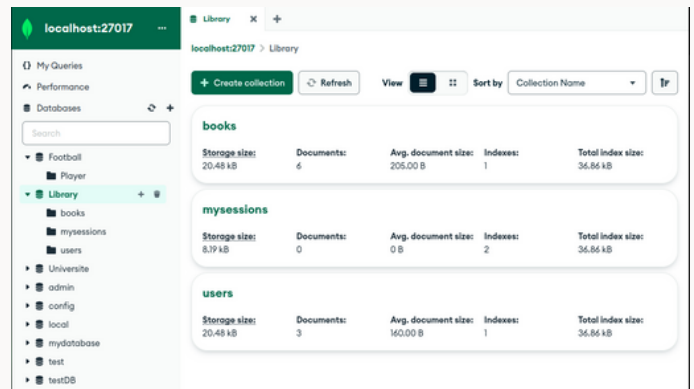 localhost:27017 ...
My Queries
Performance
Databases
Search
Football
Player
Library
books
mysessions
users
Universite
admin
config
local
mydatabase
test
testDB
Library
localhost:27017 > Library
+ Create collection Refresh View Sort by Collection Name
books
Storage size: Documents: Avg. document size: Indexes: Total index size:
20.48 kB 6 205.00 B 1 36.86 kB
mysessions
Storage size: Documents: Avg. document size: Indexes: Total index size:
8.19 kB 0 0 B 2 36.86 kB
users
Storage size: Documents: Avg. document size: Indexes: Total index size:
20.48 kB 3 160.00 B 1 36.86 kB